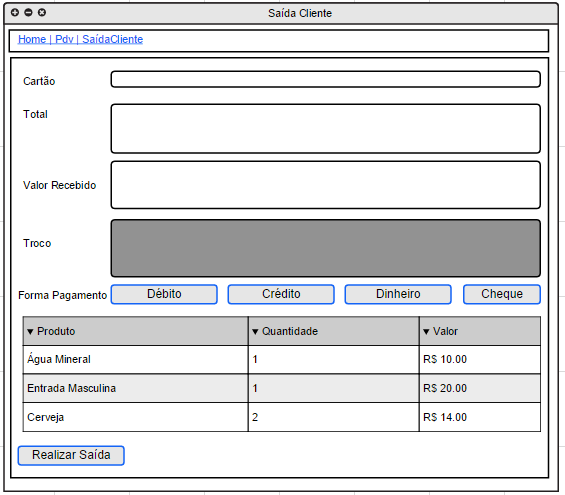 Saída Cliente
Home | Pdv | SaídaCliente
Cartão
Total
Valor Recebido
Troco
Forma Pagamento Débito Crédito Dinheiro Cheque
▼ Produto ▼ Quantidade ▼ Valor
Água Mineral 1 R$ 10.00
Entrada Masculina 1 R$ 20.00
Cerveja 2 R$ 14.00
Realizar Saída